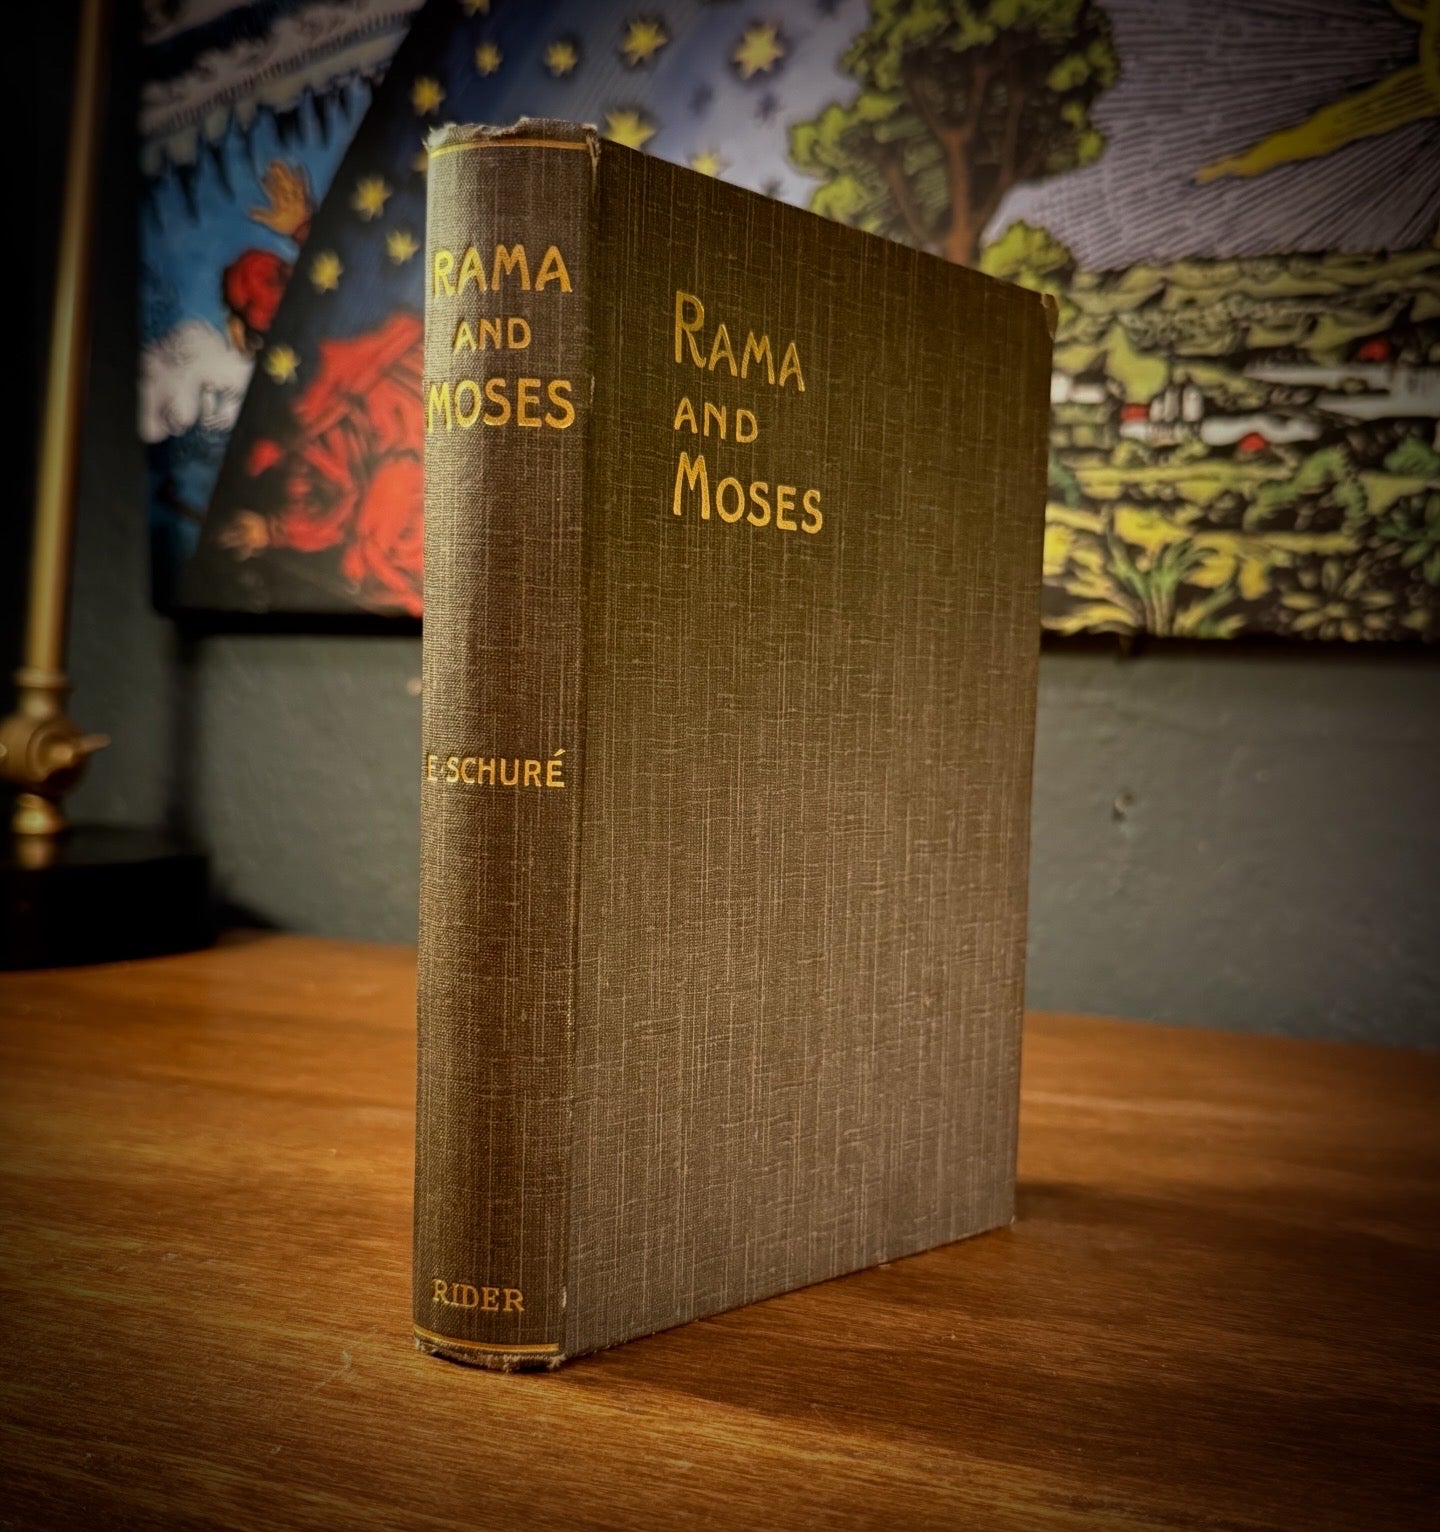 RAMA
AND
MOSES
E. SCHURÉ
RIDER
RAMA
AND
MOSES